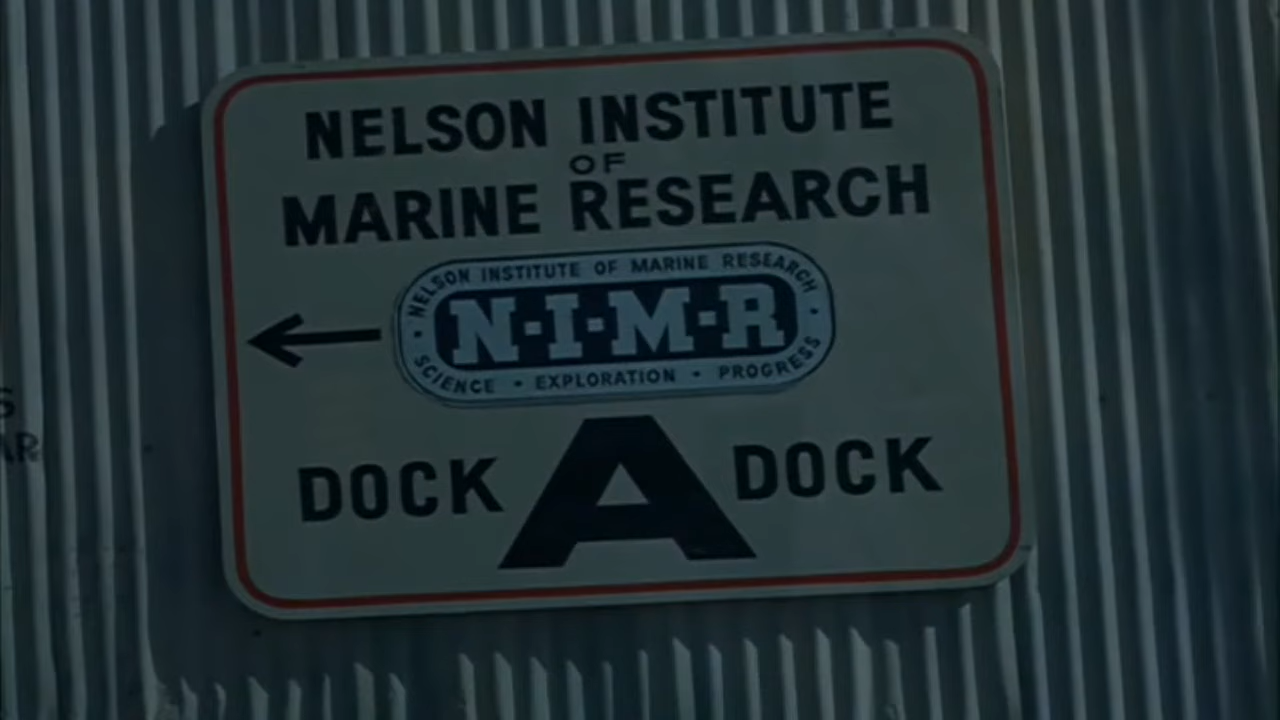 NELSON INSTITUTE
OF
MARINE RESEARCH
NELSON INSTITUTE OF MARINE RESEARCH
N·I·M·R
SCIENCE · EXPLORATION · PROGRESS
DOCK A DOCK